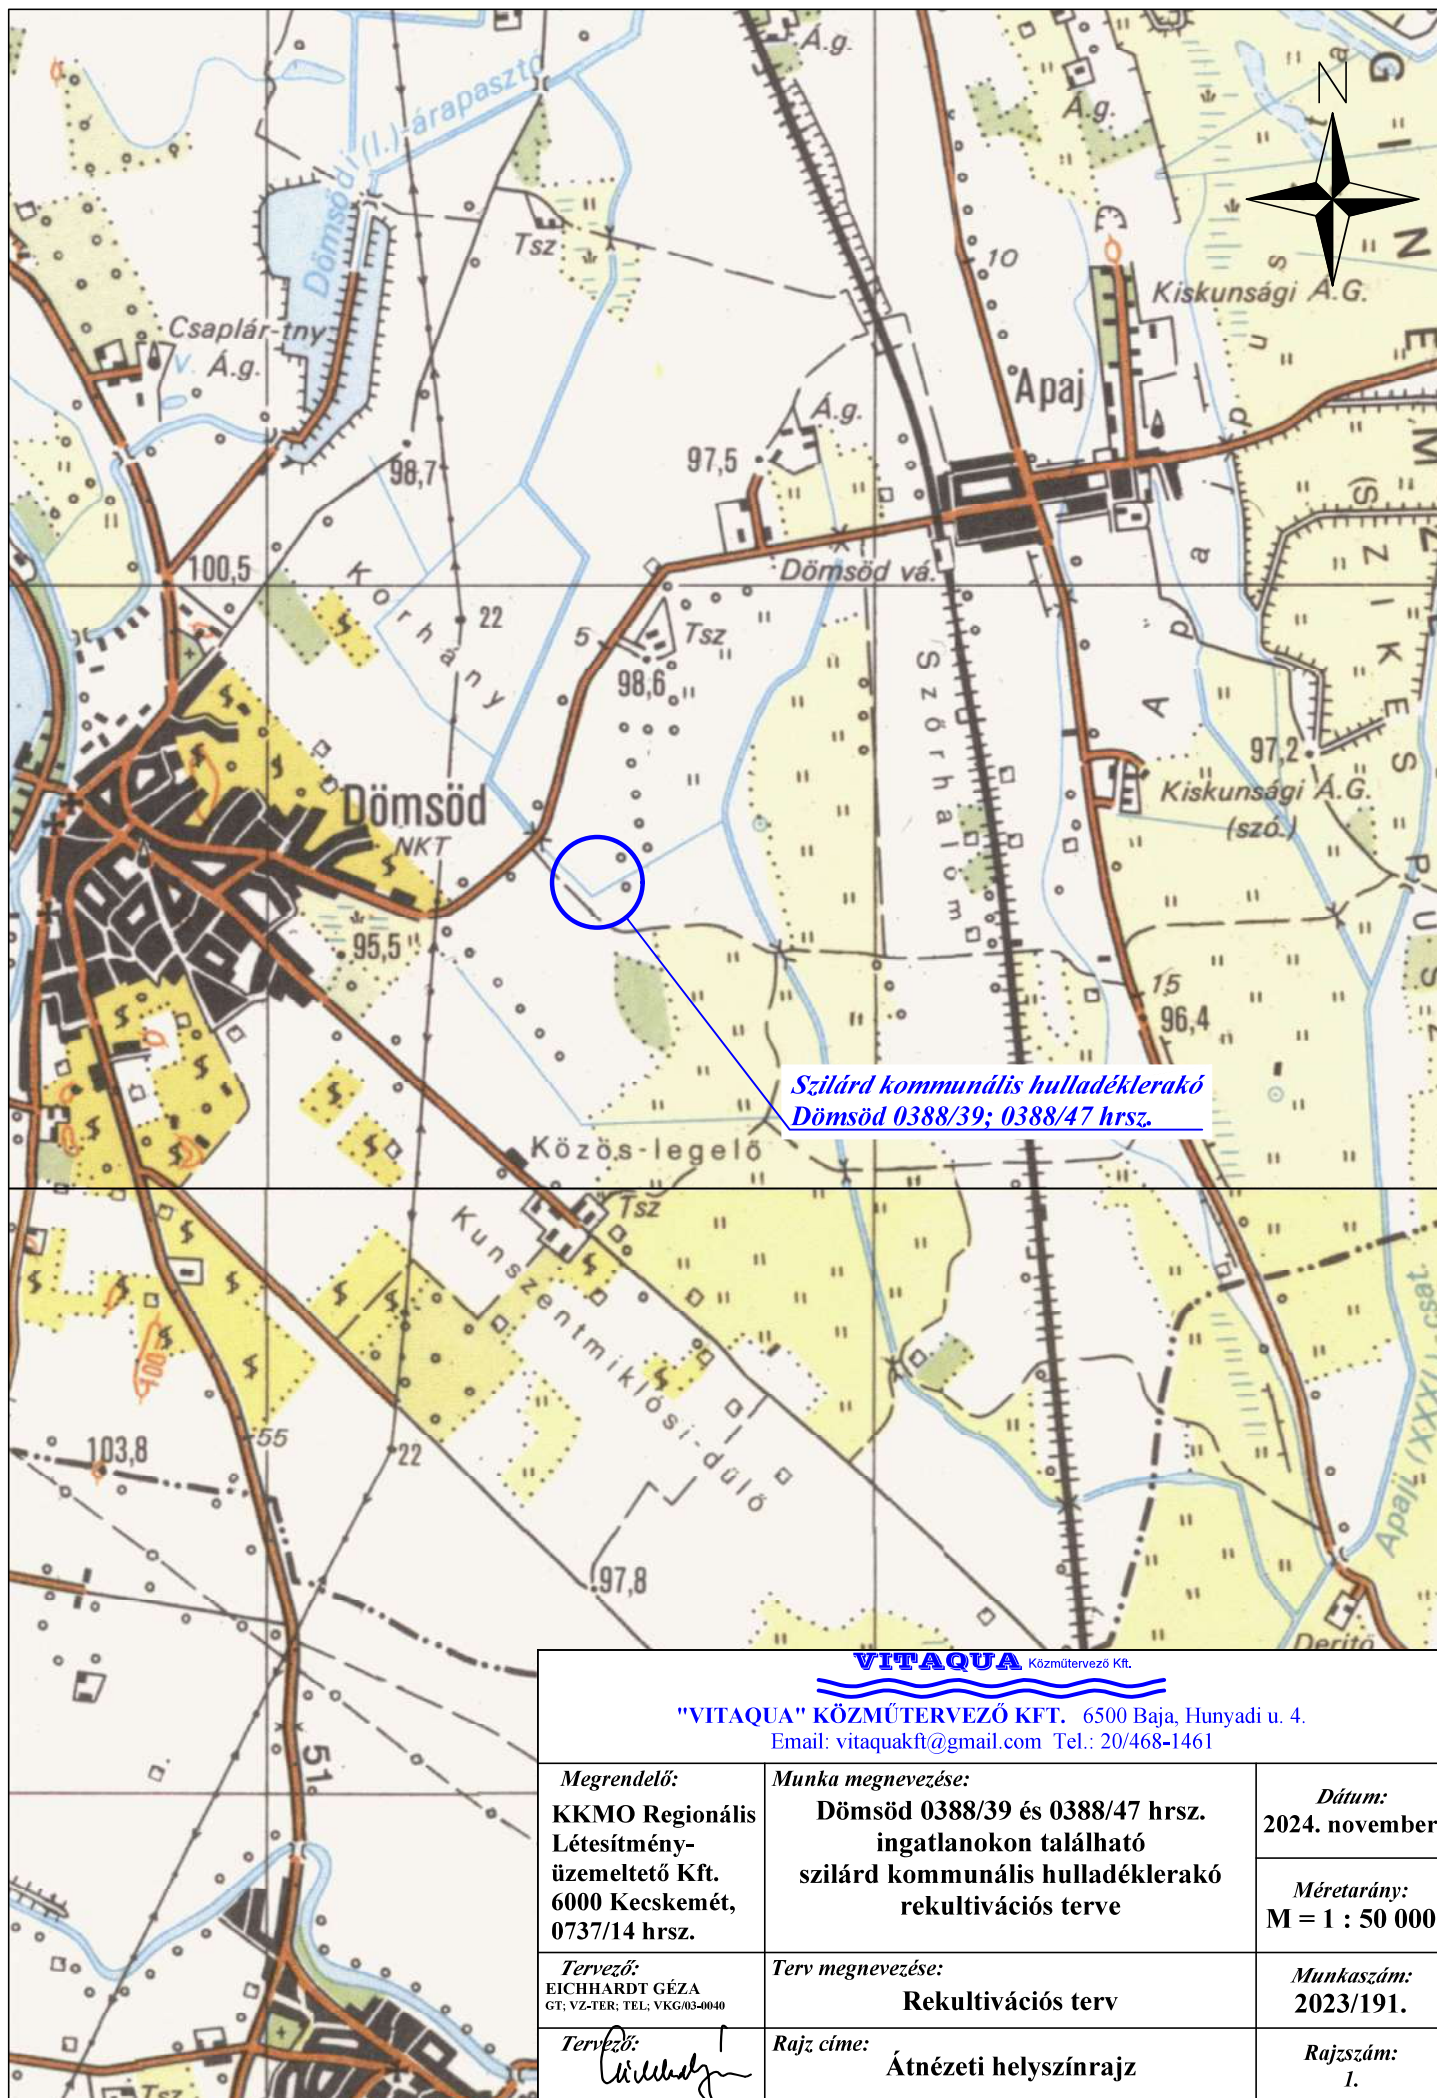 Á.g.
Á.g.
N
G
I
N
E
M
Z
Dömsödi (I.)-árapasztó
Tsz
10
Kiskunsági Á.G.
Csaplár-tny
V.
Á.g.
Apaj
Á.g.
97,5
98,7
(SZIKES
100,5
Dömsöd vá.
Korhány
22
5
Tsz
98,6
Szőrhalom
Apaj
puszta
97,2
Kiskunsági Á.G.
(szó.)
Dömsöd
NKT
95,5
15
96,4
Szilárd kommunális hulladéklerakó
Dömsöd 0388/39; 0388/47 hrsz.
Közös-legelő
Tsz
Kunszentmiklósi-dűlő
100
55
103,8
22
97,8
Apaji (XXXI.)-csat.
Derítő
51.
Tsz
VITAQUA Közműtervező Kft.
"VITAQUA" KÖZMŰTERVEZŐ KFT. 6500 Baja, Hunyadi u. 4.
Email: vitaquakft@gmail.com Tel.: 20/468-1461
Megrendelő:
KKMO Regionális
Létesítmény-
üzemeltető Kft.
6000 Kecskemét,
0737/14 hrsz.
Munka megnevezése:
Dömsöd 0388/39 és 0388/47 hrsz.
ingatlanokon található
szilárd kommunális hulladéklerakó
rekultivációs terve
Dátum:
2024. november
Méretarány:
M = 1 : 50 000
Tervező:
EICHHARDT GÉZA
GT; VZ-TER; TEL; VKG/03-0040
Terv megnevezése:
Rekultivációs terv
Munkaszám:
2023/191.
Tervező:
Rajz címe:
Átnézeti helyszínrajz
Rajzszám:
1.